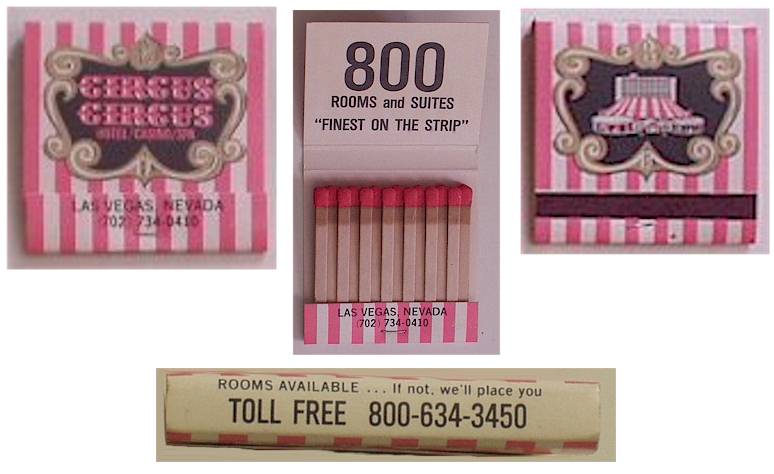 CIRCUS
CIRCUS
HOTEL/CASINO/SPA
LAS VEGAS, NEVADA
(702) 734-0410
800
ROOMS and SUITES
"FINEST ON THE STRIP"
LAS VEGAS, NEVADA
(702) 734-0410
ROOMS AVAILABLE ... If not, we'll place you
TOLL FREE 800-634-3450